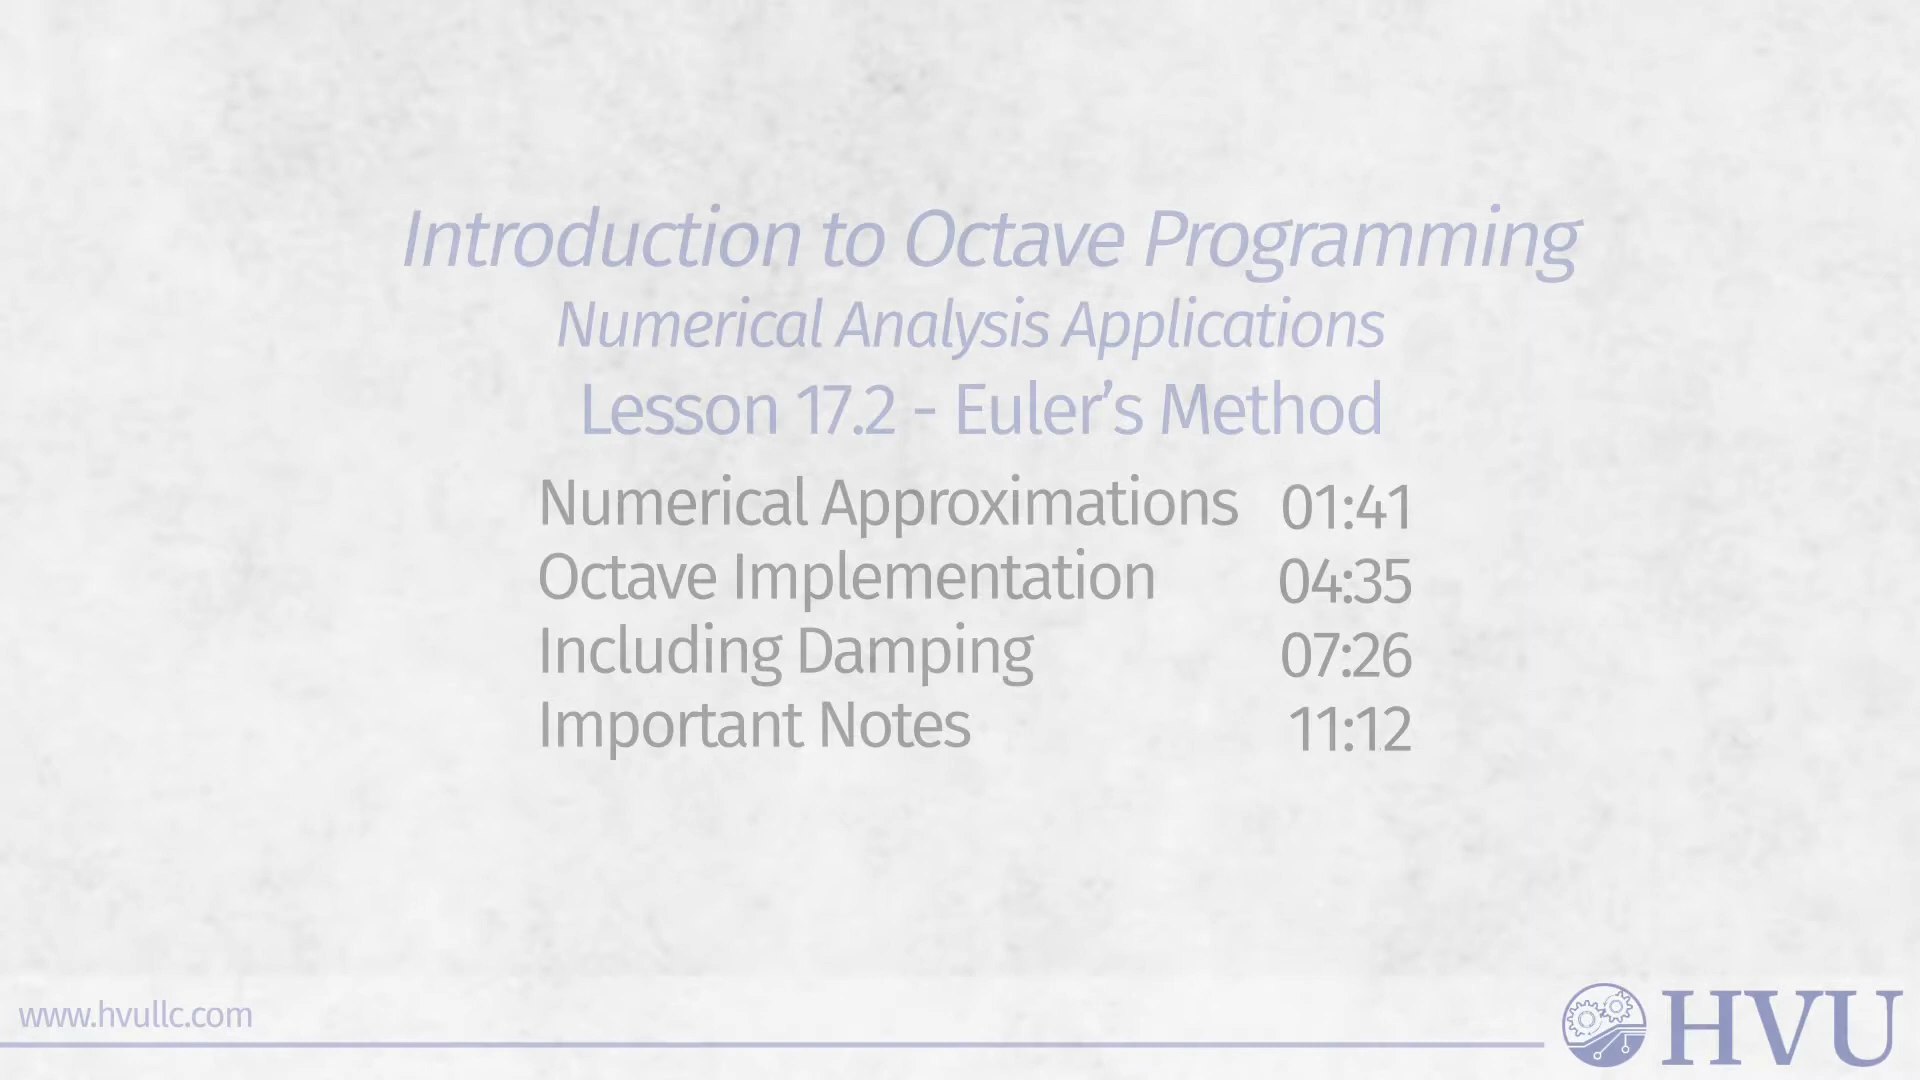 Introduction to Octave Programming
Numerical Analysis Applications
Lesson 17.2 - Euler’s Method
Numerical Approximations 01:41
Octave Implementation 04:35
Including Damping 07:26
Important Notes 11:12
www.hvullc.com
HVU